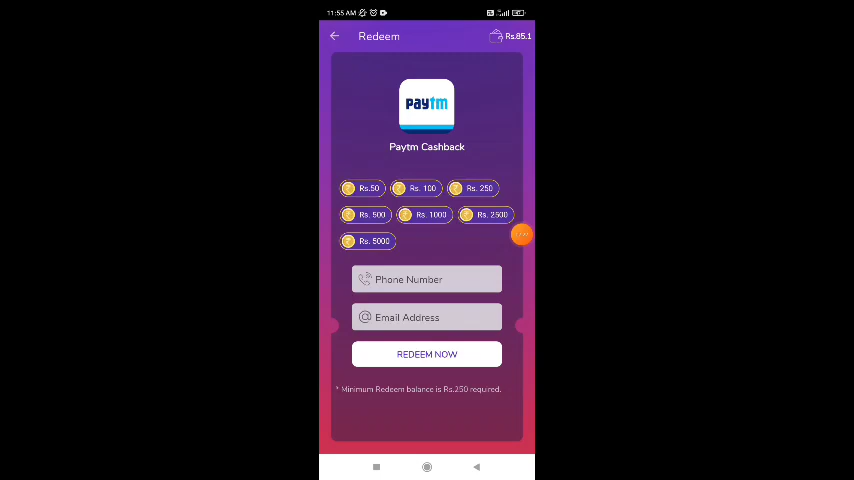 11:55 AM
Redeem
Rs.85.1
paytm
Paytm Cashback
Rs.50 Rs. 100 Rs. 250
Rs. 500 Rs. 1000 Rs. 2500
Rs. 5000
Phone Number
@ Email Address
REDEEM NOW
* Minimum Redeem balance is Rs.250 required.